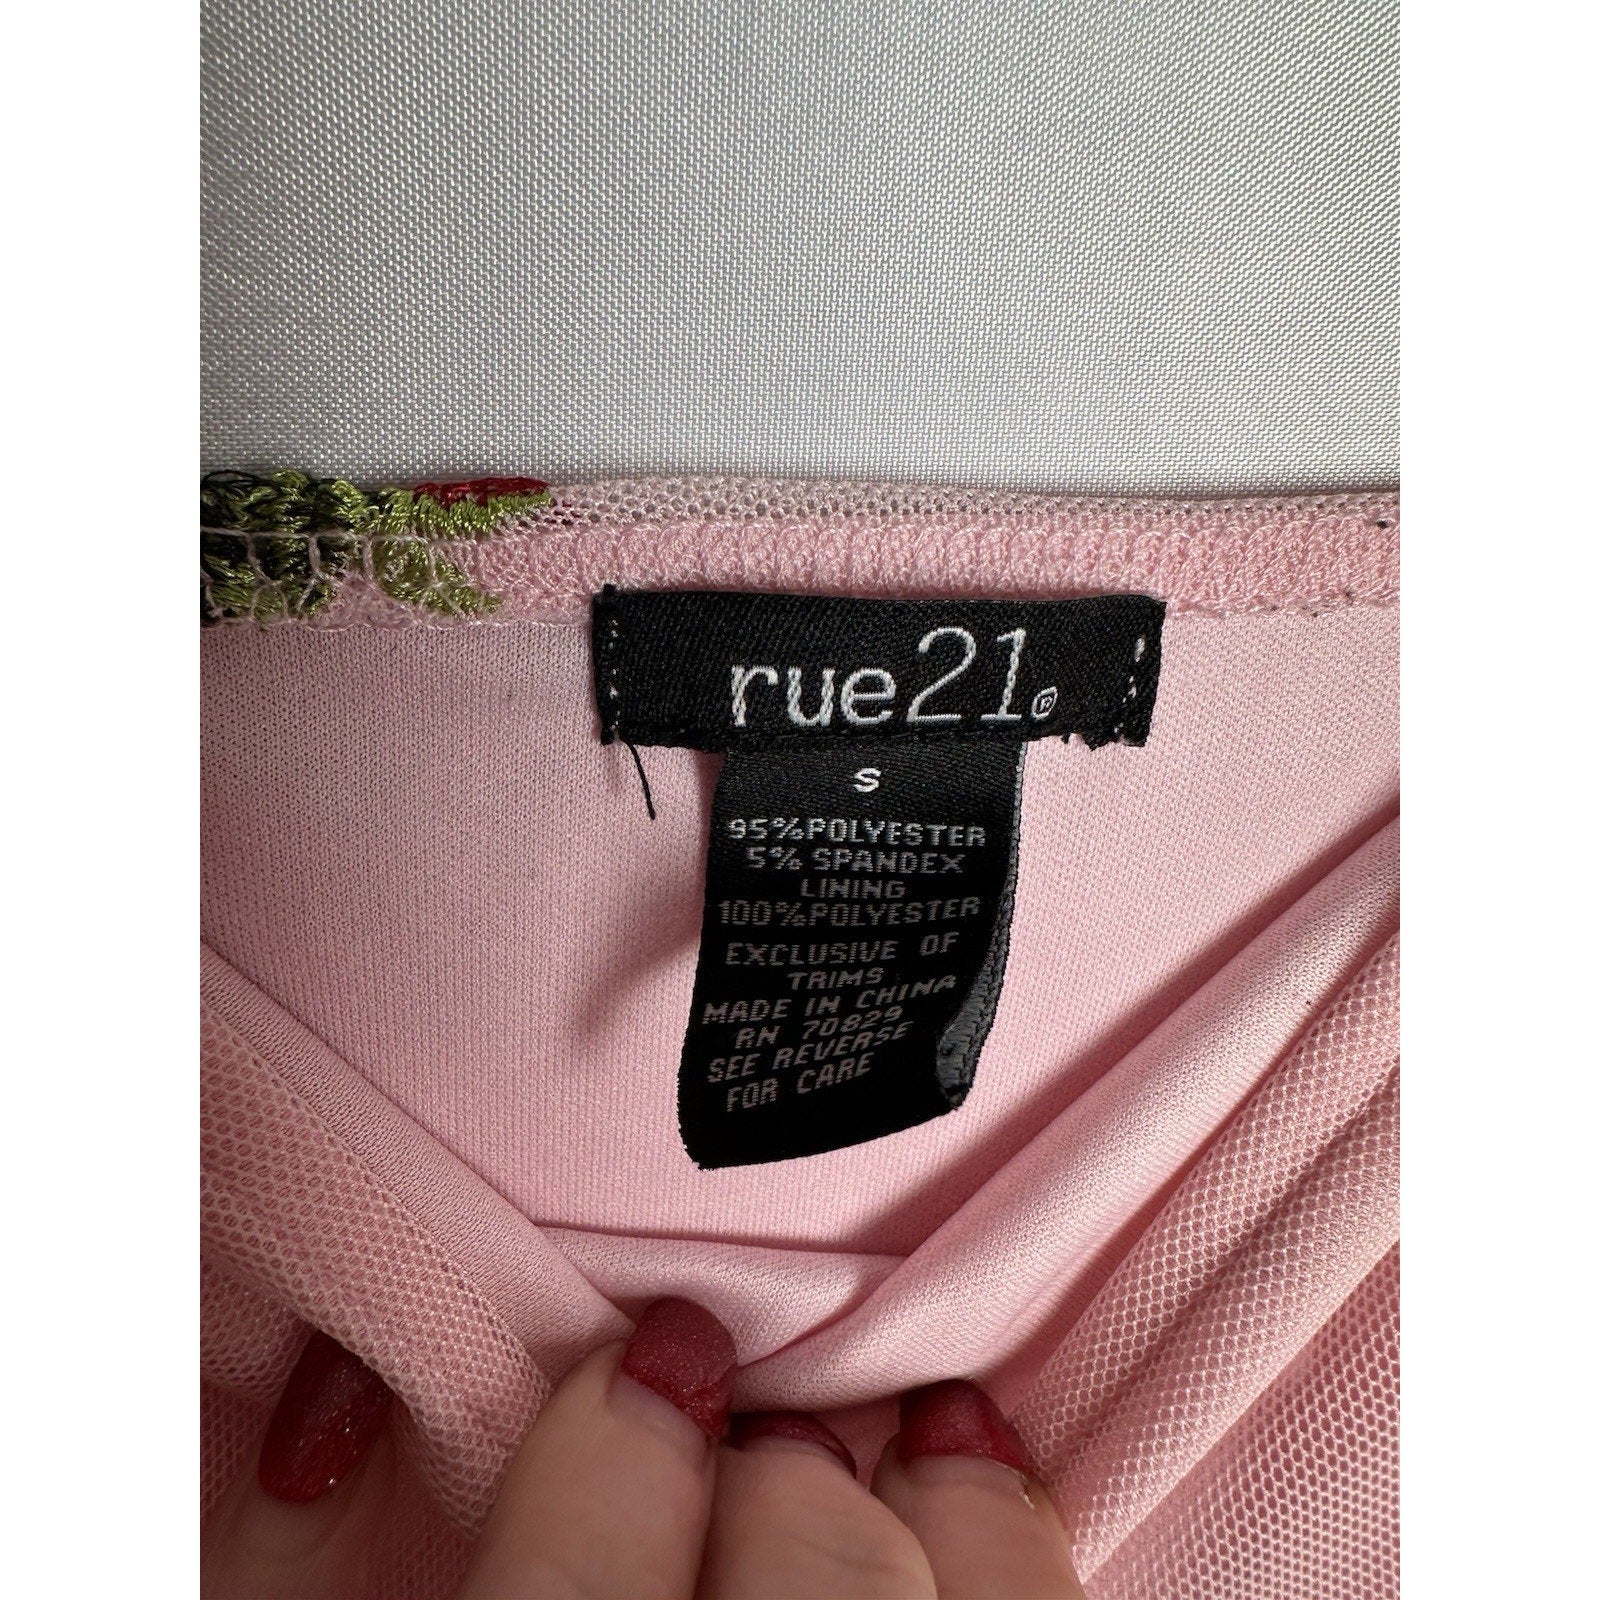 rue21®
S
95%POLYESTER
5% SPANDEX
LINING
100%POLYESTER
EXCLUSIVE OF
TRIMS
MADE IN CHINA
RN 70829
SEE REVERSE
FOR CARE